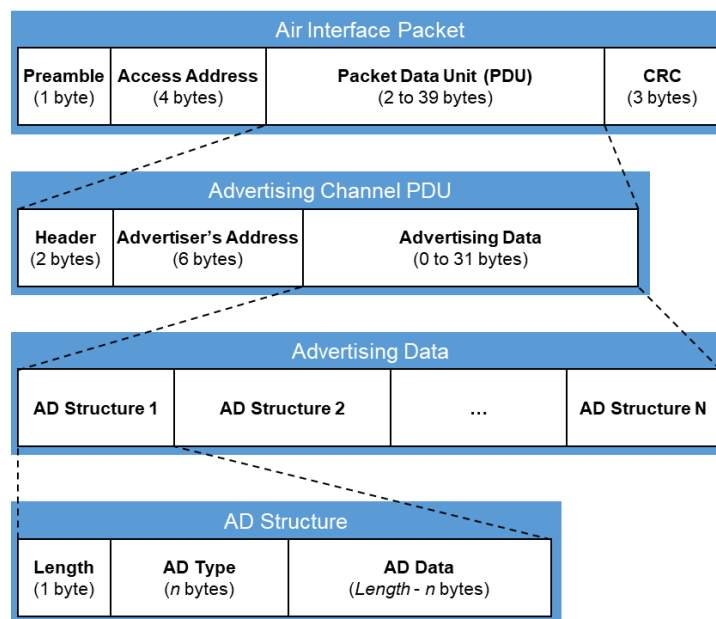 Air Interface Packet
Preamble
(1 byte)
Access Address
(4 bytes)
Packet Data Unit (PDU)
(2 to 39 bytes)
CRC
(3 bytes)
Advertising Channel PDU
Header
(2 bytes)
Advertiser’s Address
(6 bytes)
Advertising Data
(0 to 31 bytes)
Advertising Data
AD Structure 1
AD Structure 2
...
AD Structure N
AD Structure
Length
(1 byte)
AD Type
(n bytes)
AD Data
(Length - n bytes)